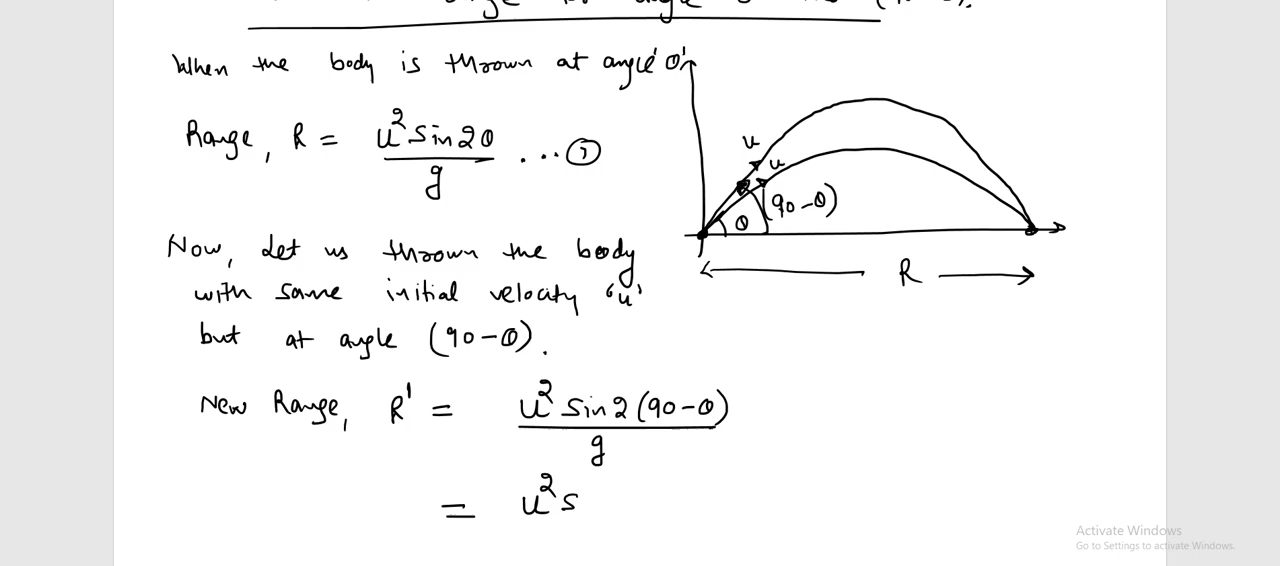 When the body is thrown at angle 'θ'
Range, R = u² sin 2θ / g ... ①
u
u
θ
(90-θ)
R
Now, Let us thrown the body
with same initial velocity 'u'
but at angle (90-θ).
New Range, R' = u² sin 2(90-θ) / g
= u² s
Activate Windows
Go to Settings to activate Windows.